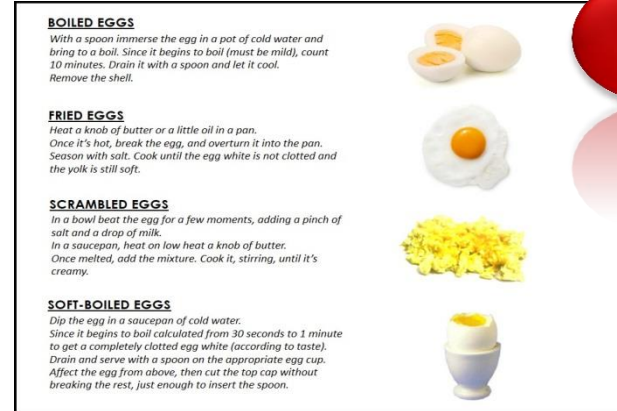 BOILED EGGS
With a spoon immerse the egg in a pot of cold water and
bring to a boil. Since it begins to boil (must be mild), count
10 minutes. Drain it with a spoon and let it cool.
Remove the shell.
FRIED EGGS
Heat a knob of butter or a little oil in a pan.
Once it's hot, break the egg, and overturn it into the pan.
Season with salt. Cook until the egg white is not clotted and
the yolk is still soft.
SCRAMBLED EGGS
In a bowl beat the egg for a few moments, adding a pinch of
salt and a drop of milk.
In a saucepan, heat on low heat a knob of butter.
Once melted, add the mixture. Cook it, stirring, until it's
creamy.
SOFT-BOILED EGGS
Dip the egg in a saucepan of cold water.
Since it begins to boil calculated from 30 seconds to 1 minute
to get a completely clotted egg white (according to taste).
Drain and serve with a spoon on the appropriate egg cup.
Affect the egg from above, then cut the top cap without
breaking the rest, just enough to insert the spoon.